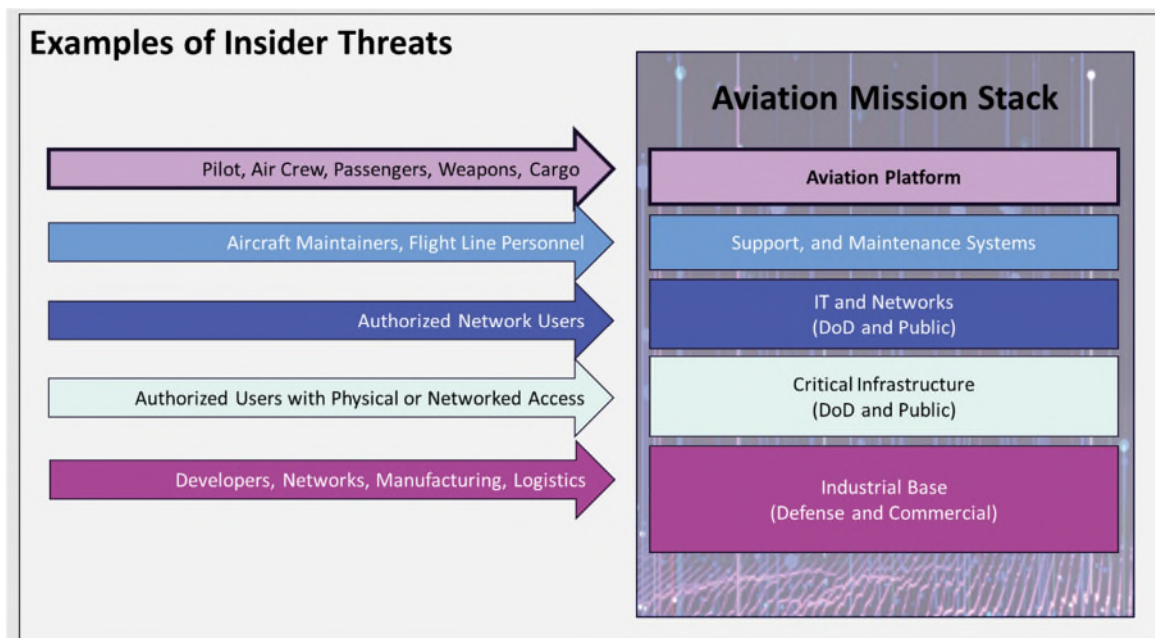 Examples of Insider Threats
Aviation Mission Stack
Pilot, Air Crew, Passengers, Weapons, Cargo
Aviation Platform
Aircraft Maintainers, Flight Line Personnel
Support, and Maintenance Systems
Authorized Network Users
IT and Networks
(DoD and Public)
Authorized Users with Physical or Networked Access
Critical Infrastructure
(DoD and Public)
Developers, Networks, Manufacturing, Logistics
Industrial Base
(Defense and Commercial)